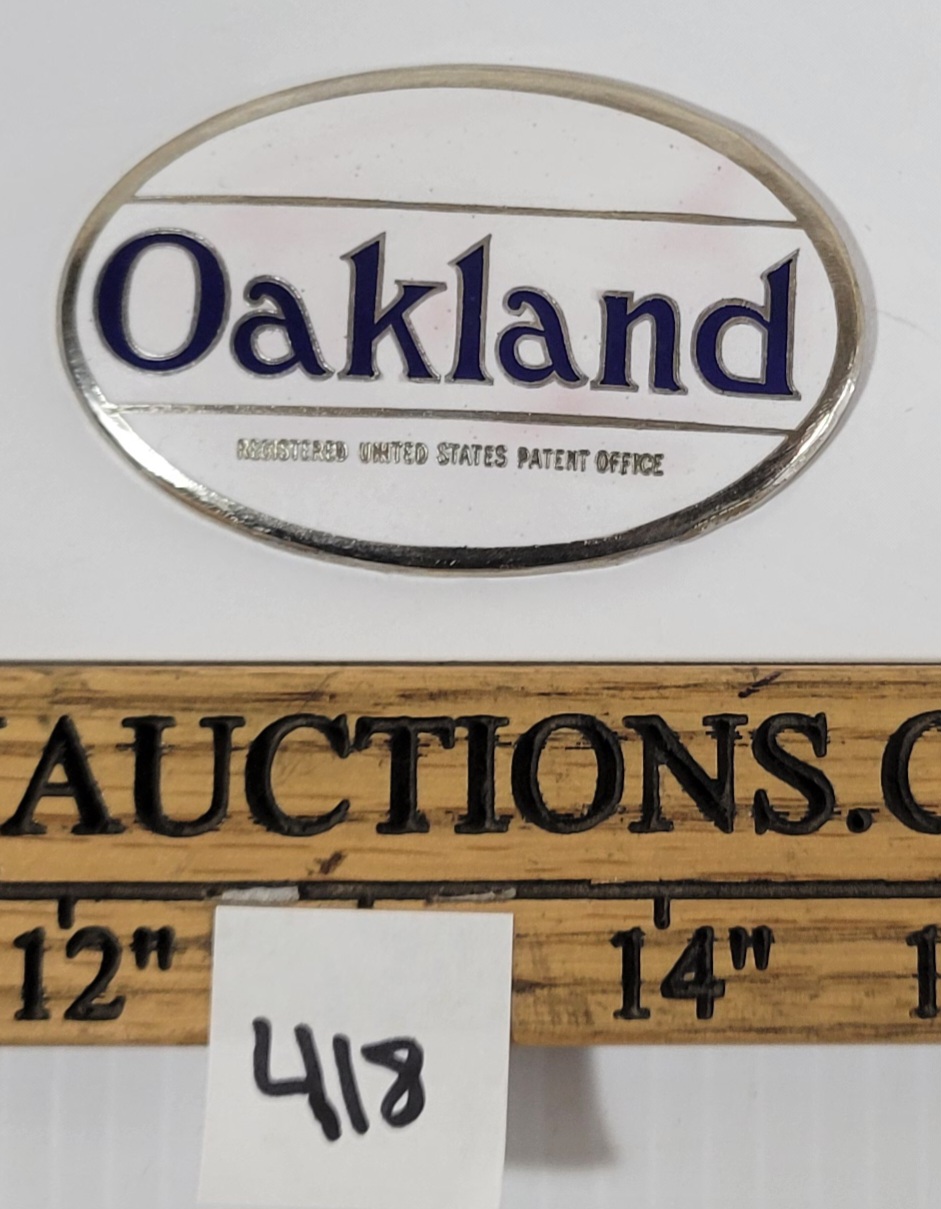 Oakland
REGISTERED UNITED STATES PATENT OFFICE
AUCTIONS.
12" 14"
418